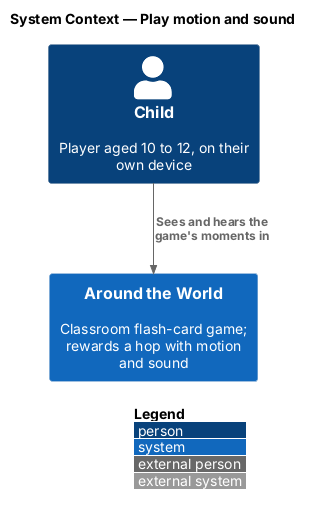 System Context — Play motion and sound
Child
Player aged 10 to 12, on their
own device
Sees and hears the
game's moments in
Around the World
Classroom flash-card game;
rewards a hop with motion
and sound
Legend
person
system
external person
external system